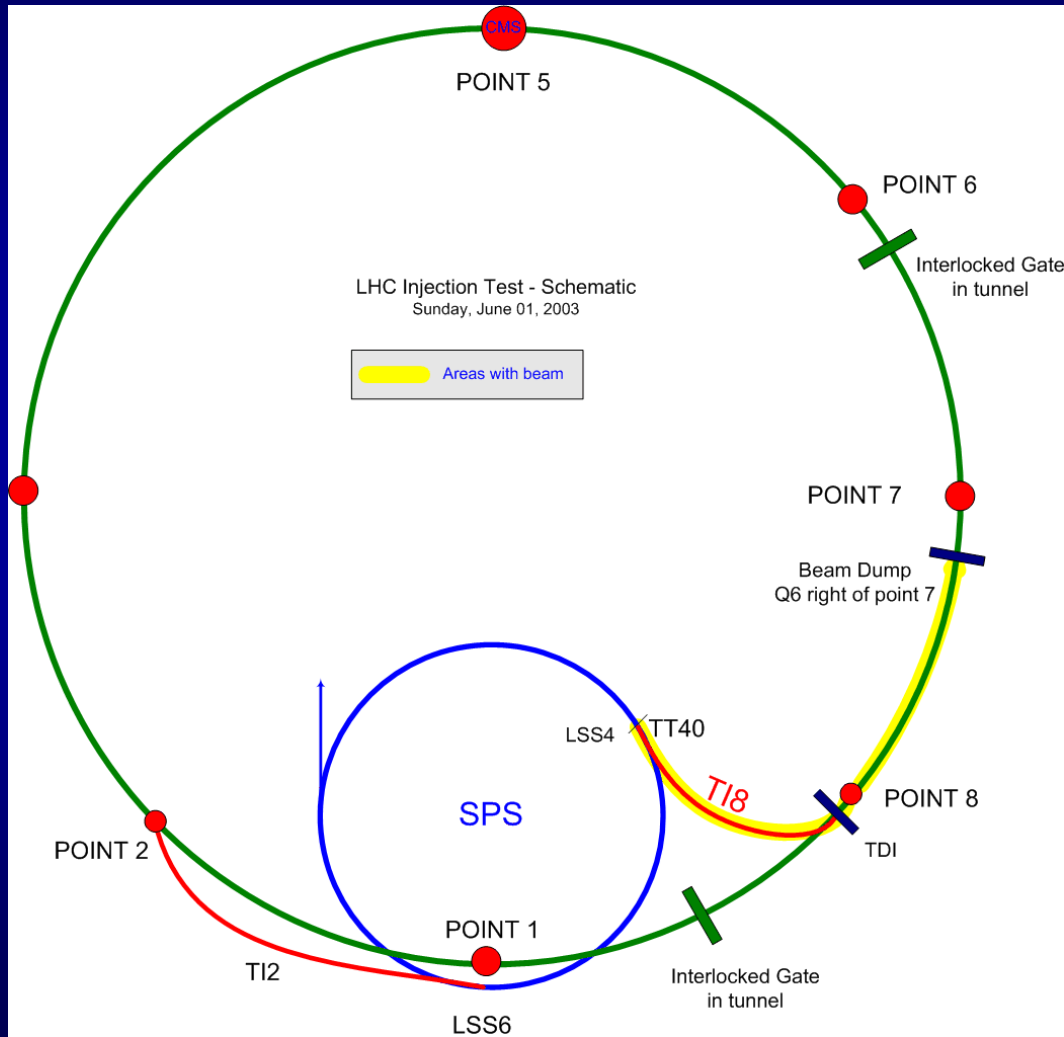 CMS
POINT 5
POINT 6
Interlocked Gate
in tunnel
LHC Injection Test - Schematic
Sunday, June 01, 2003
Areas with beam
POINT 7
Beam Dump
Q6 right of point 7
LSS4
TT40
TI8
SPS
POINT 8
TDI
POINT 2
POINT 1
TI2
Interlocked Gate
in tunnel
LSS6